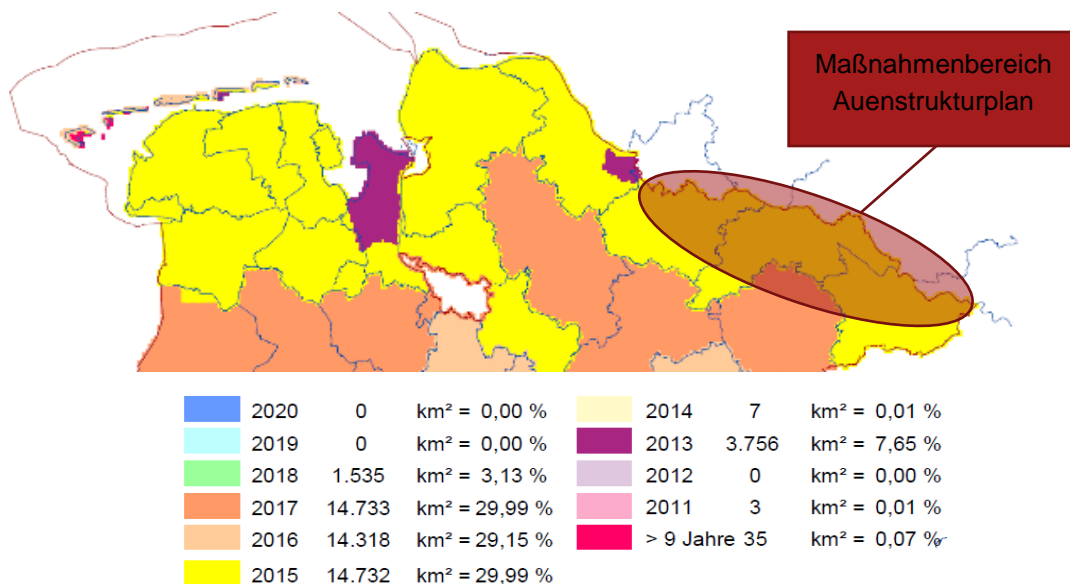 Maßnahmenbereich
Auenstrukturplan
2020 0 km² = 0,00 %
2019 0 km² = 0,00 %
2018 1.535 km² = 3,13 %
2017 14.733 km² = 29,99 %
2016 14.318 km² = 29,15 %
2015 14.732 km² = 29,99 %
2014 7 km² = 0,01 %
2013 3.756 km² = 7,65 %
2012 0 km² = 0,00 %
2011 3 km² = 0,01 %
> 9 Jahre 35 km² = 0,07 %